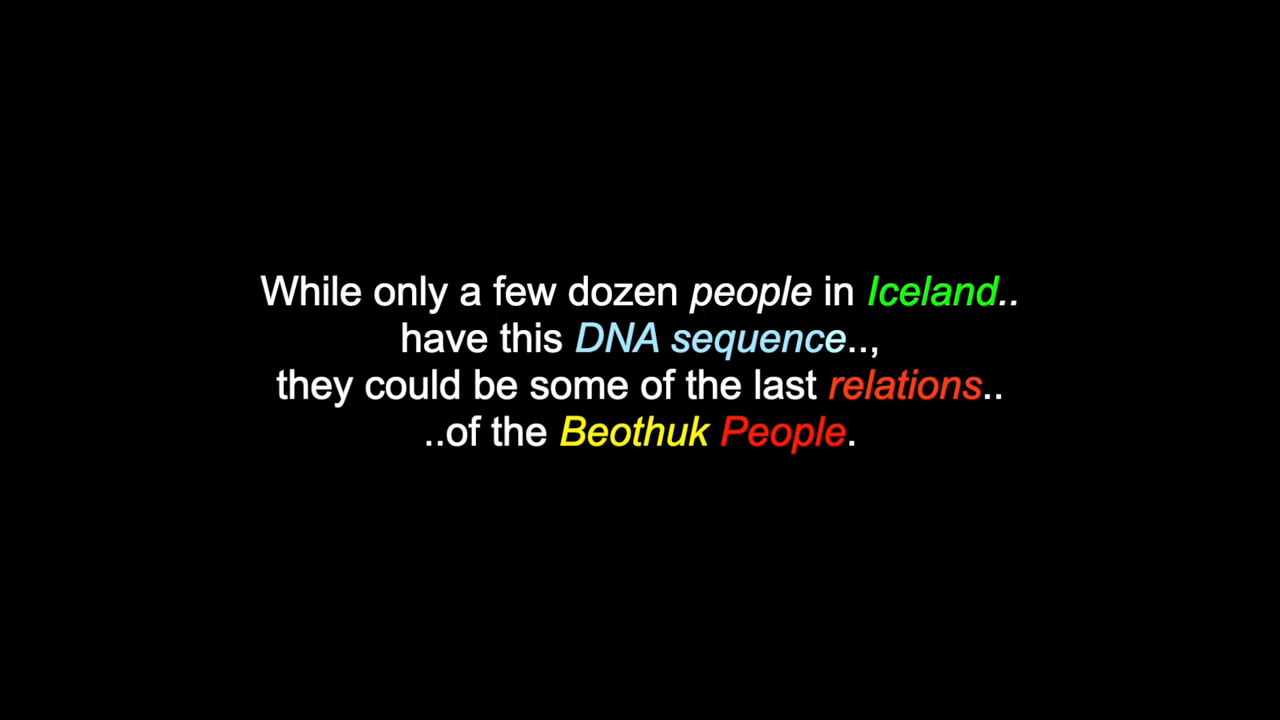 While only a few dozen people in Iceland..
have this DNA sequence..,
they could be some of the last relations..
..of the Beothuk People.